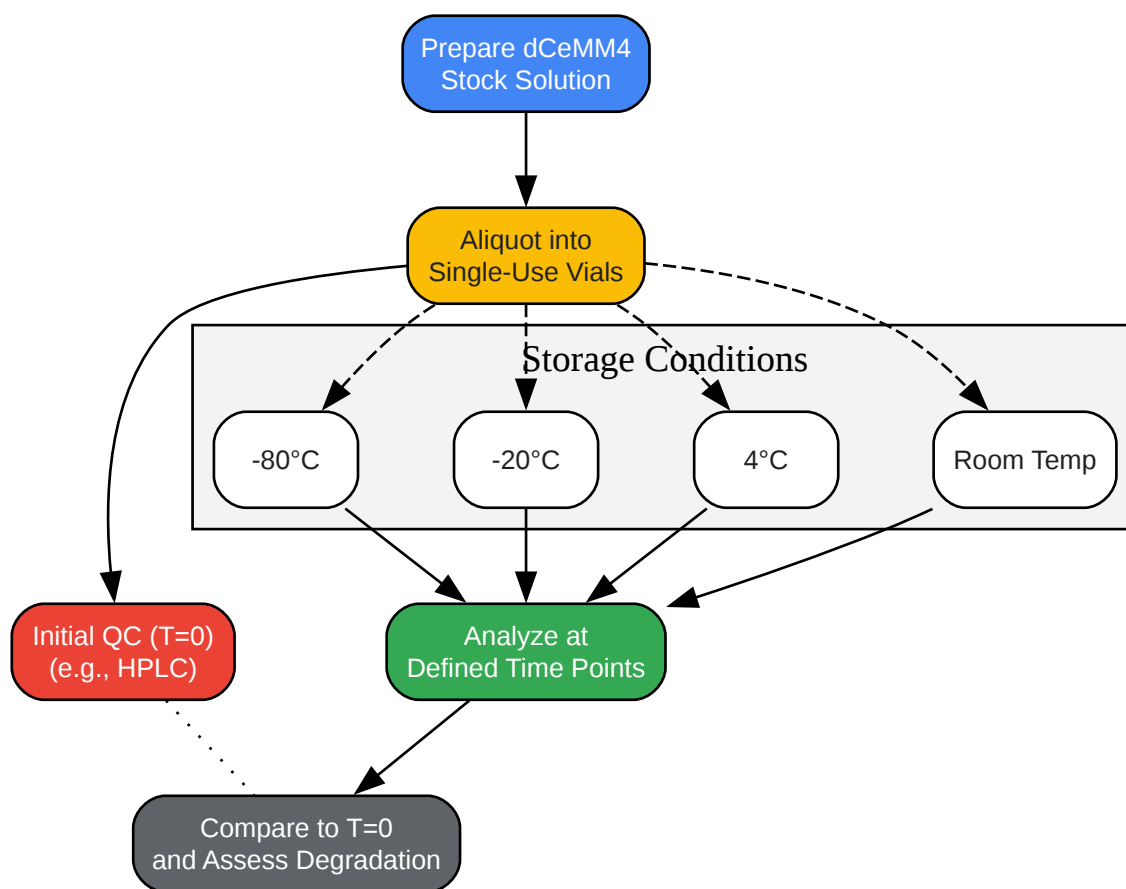 Prepare dCeMM4
Stock Solution
Aliquot into
Single-Use Vials
Storage Conditions
-80°C
-20°C
4°C
Room Temp
Initial QC (T=0)
(e.g., HPLC)
Analyze at
Defined Time Points
Compare to T=0
and Assess Degradation